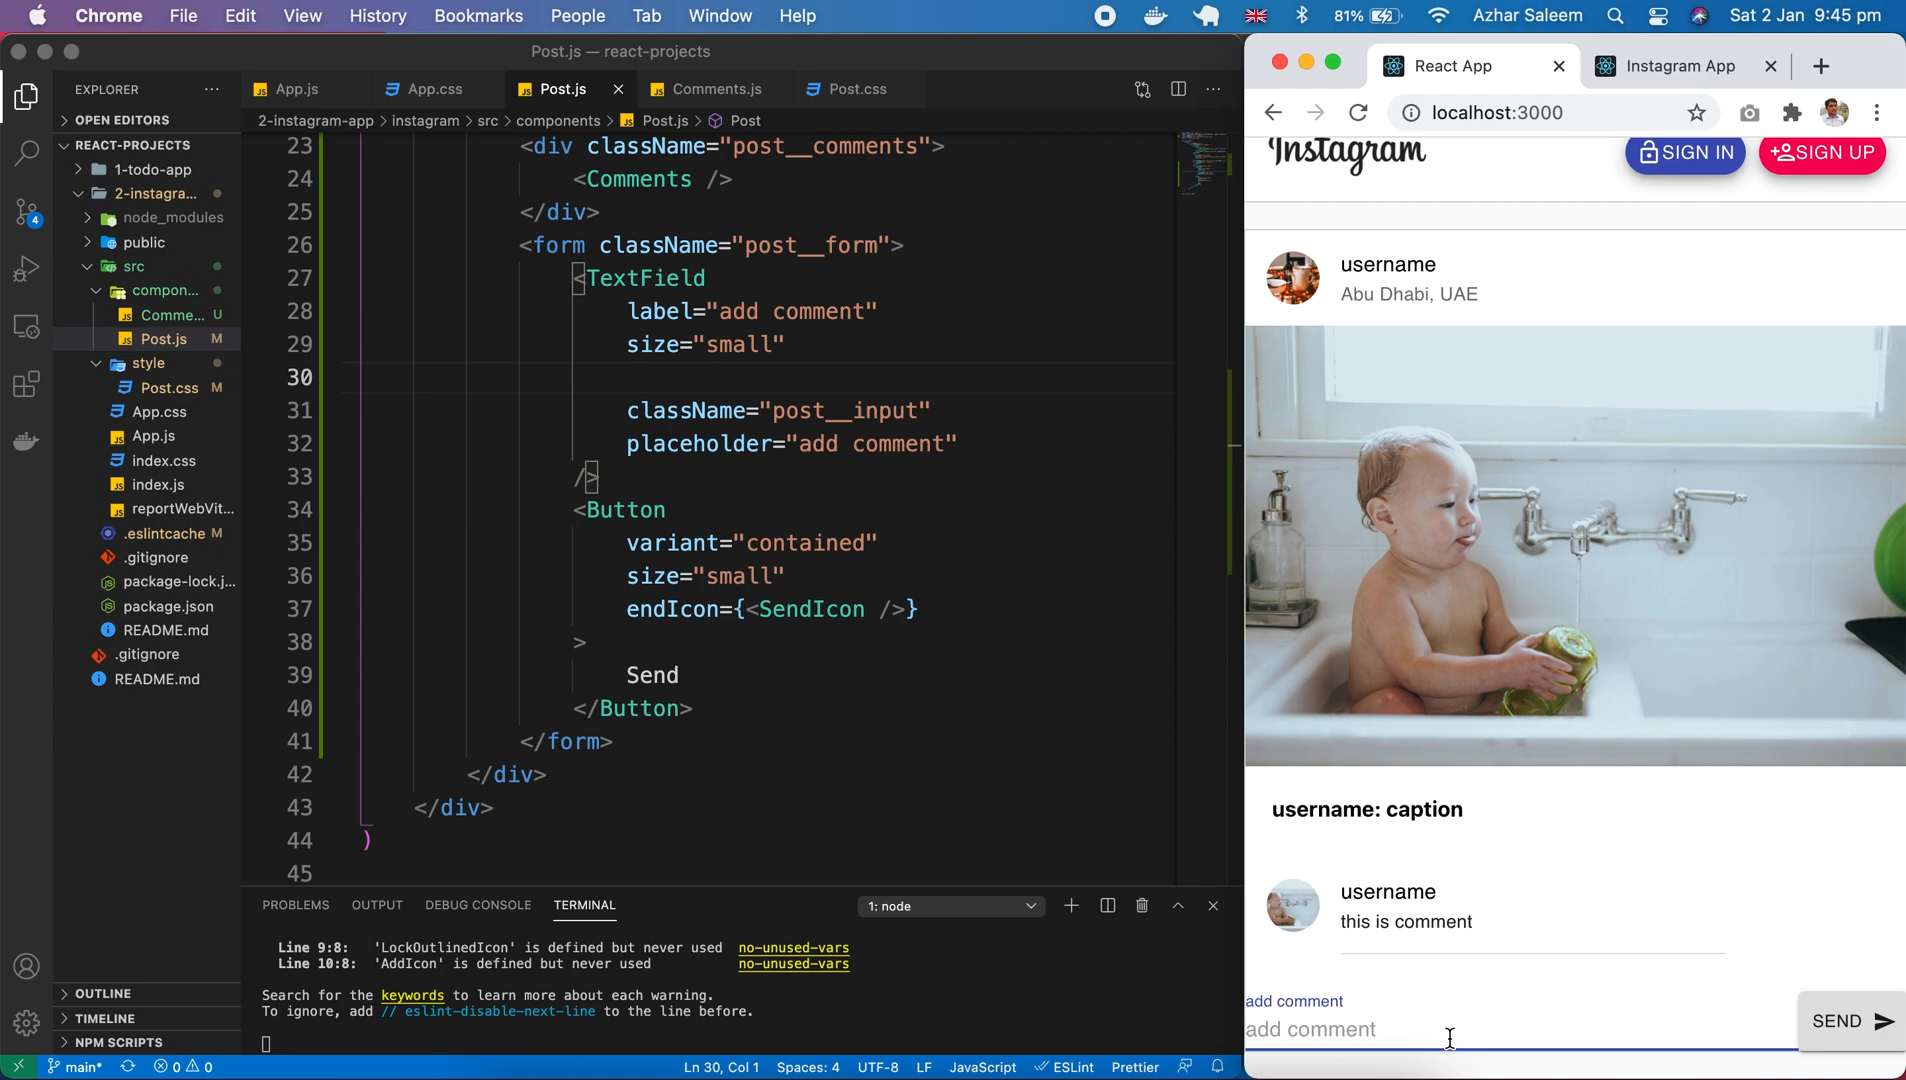 Chrome File Edit View History Bookmarks People Tab Window Help 81% Azhar Saleem Sat 2 Jan 9:45 pm
Post.js — react-projects
EXPLORER
OPEN EDITORS
REACT-PROJECTS
1-todo-app
2-instagra...
node_modules
public
src
compon...
Comme... U
Post.js M
style
Post.css M
App.css
App.js
index.css
index.js
reportWebVit...
.eslintcache M
.gitignore
package-lock.j...
package.json
README.md
.gitignore
README.md
OUTLINE
TIMELINE
NPM SCRIPTS
4
App.js App.css Post.js Comments.js Post.css
2-instagram-app > instagram > src > components > Post.js > Post
23 <div className="post__comments">
24 <Comments />
25 </div>
26 <form className="post__form">
27 <TextField
28 label="add comment"
29 size="small"
30
31 className="post__input"
32 placeholder="add comment"
33 />
34 <Button
35 variant="contained"
36 size="small"
37 endIcon={<SendIcon />}
38 >
39 Send
40 </Button>
41 </form>
42 </div>
43 </div>
44 )
45
PROBLEMS OUTPUT DEBUG CONSOLE TERMINAL 1: node
Line 9:8: 'LockOutlinedIcon' is defined but never used no-unused-vars
Line 10:8: 'AddIcon' is defined but never used no-unused-vars
Search for the keywords to learn more about each warning.
To ignore, add // eslint-disable-next-line to the line before.
main* 0 0 Ln 30, Col 1 Spaces: 4 UTF-8 LF JavaScript ESLint Prettier
React App Instagram App
localhost:3000
Instagram SIGN IN SIGN UP
username
Abu Dhabi, UAE
username: caption
username
this is comment
add comment
add comment
SEND